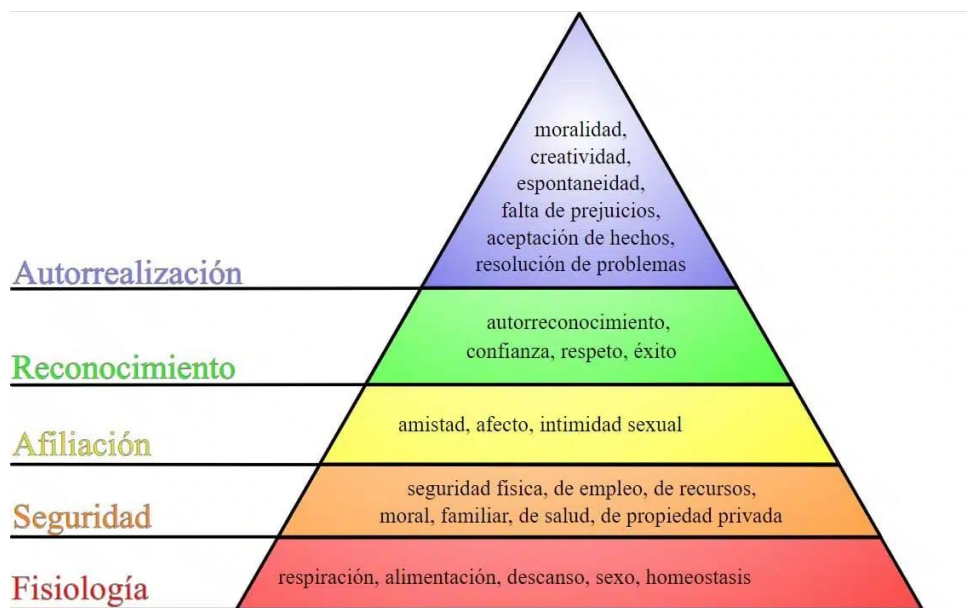 moralidad,
creatividad,
espontaneidad,
falta de prejuicios,
aceptación de hechos,
resolución de problemas
Autorrealización
autorreconocimiento,
confianza, respeto, éxito
Reconocimiento
amistad, afecto, intimidad sexual
Afiliación
seguridad física, de empleo, de recursos,
moral, familiar, de salud, de propiedad privada
Seguridad
respiración, alimentación, descanso, sexo, homeostasis
Fisiología